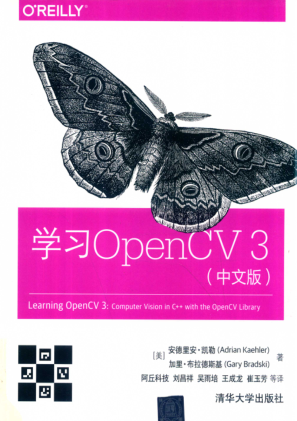 O'REILLY®
学习OpenCV 3
（中文版）
Learning OpenCV 3: Computer Vision in C++ with the OpenCV Library
[美] 安德里安·凯勒 (Adrian Kaehler) 著
加里·布拉德斯基 (Gary Bradski)
阿丘科技 刘昌祥 吴雨培 王成龙 崔玉芳 等译
清华大学出版社